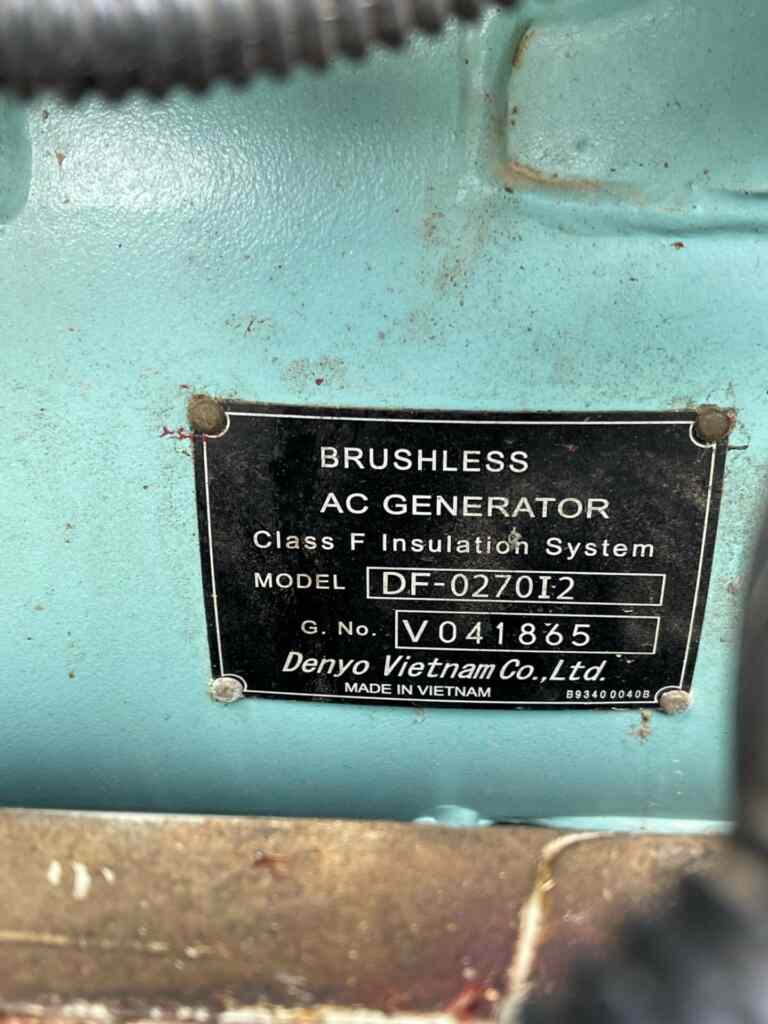 BRUSHLESS
AC GENERATOR
Class F Insulation System
MODEL DF-0270I2
G. No. V041865
Denyo Vietnam Co.,Ltd.
MADE IN VIETNAM B93400040B